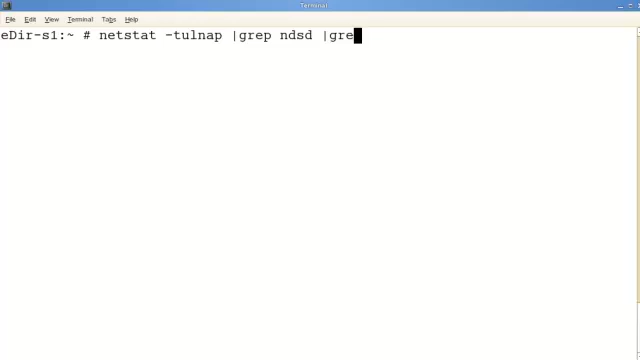 Terminal
File Edit View Terminal Tabs Help
eDir-s1:~ # netstat -tulnap |grep ndsd |gre